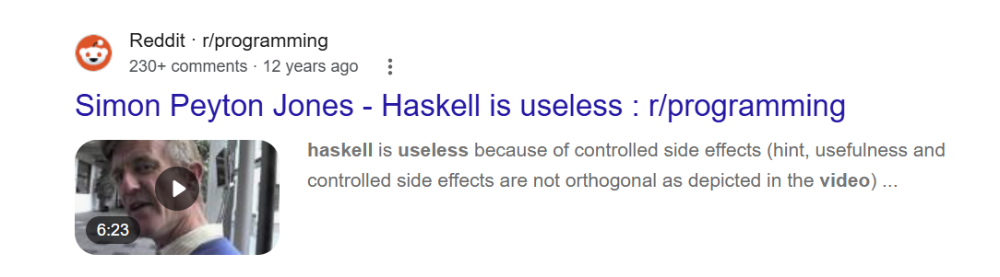 Reddit · r/programming
230+ comments · 12 years ago
Simon Peyton Jones - Haskell is useless : r/programming
haskell is useless because of controlled side effects (hint, usefulness and
controlled side effects are not orthogonal as depicted in the video) ...
6:23